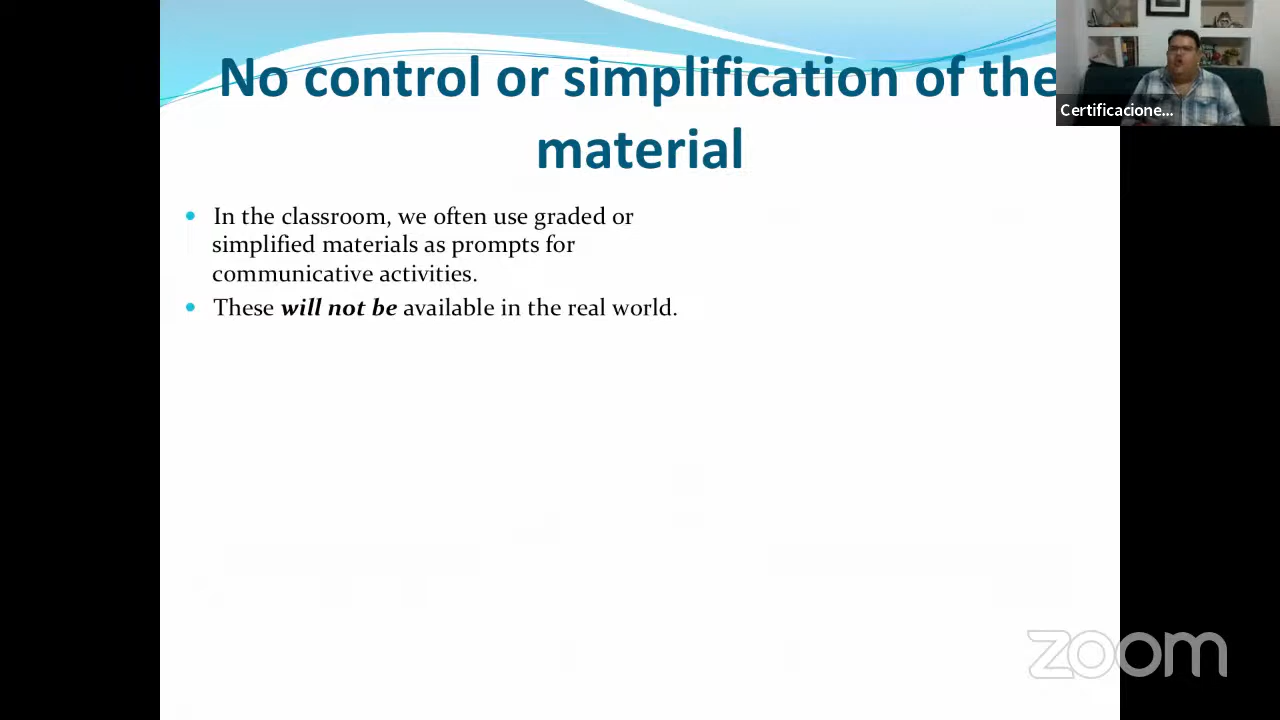 No control or simplification of the
material
Certificacione...
In the classroom, we often use graded or
simplified materials as prompts for
communicative activities.
These will not be available in the real world.
zoom